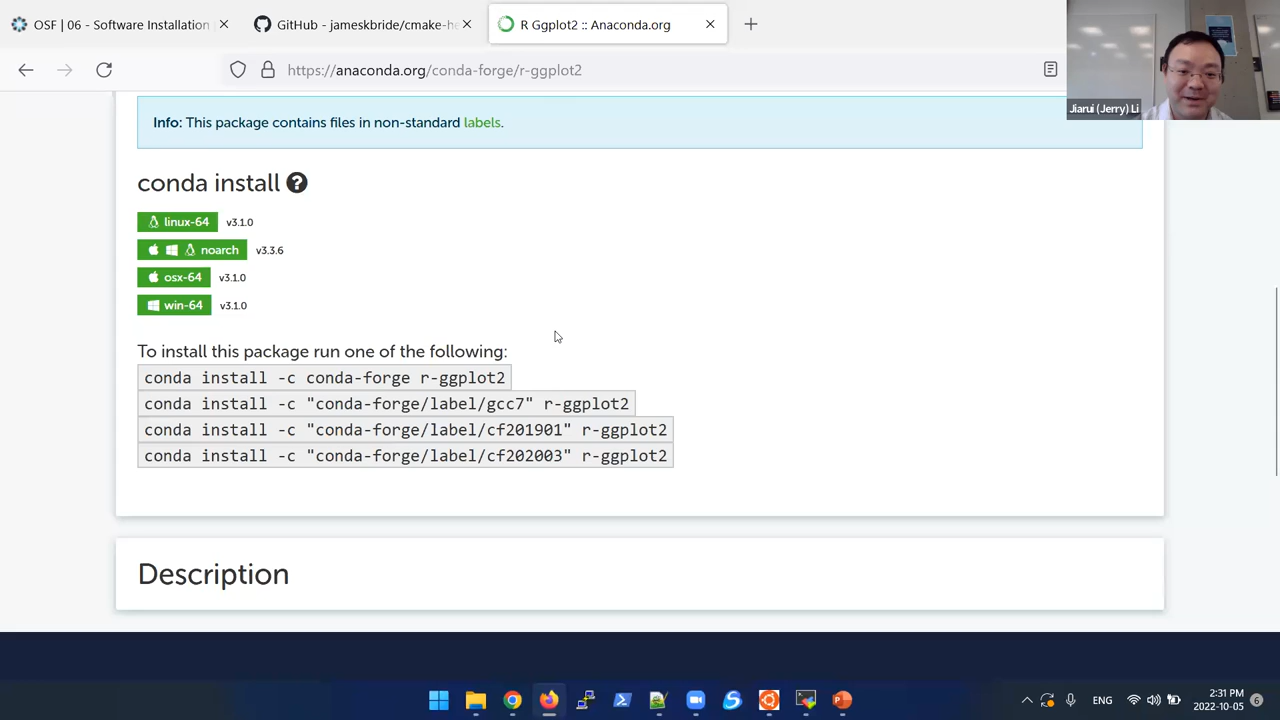 OSF | 06 - Software Installation
GitHub - jameskbride/cmake-he
R Ggplot2 :: Anaconda.org
https://anaconda.org/conda-forge/r-ggplot2
Jiarui (Jerry) Li
Info: This package contains files in non-standard labels.
conda install
linux-64 v3.1.0
noarch v3.3.6
osx-64 v3.1.0
win-64 v3.1.0
To install this package run one of the following:
conda install -c conda-forge r-ggplot2
conda install -c "conda-forge/label/gcc7" r-ggplot2
conda install -c "conda-forge/label/cf201901" r-ggplot2
conda install -c "conda-forge/label/cf202003" r-ggplot2
Description
ENG
2:31 PM
2022-10-05
6